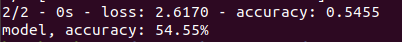 2/2 - 0s - loss: 2.6170 - accuracy: 0.5455
model, accuracy: 54.55%